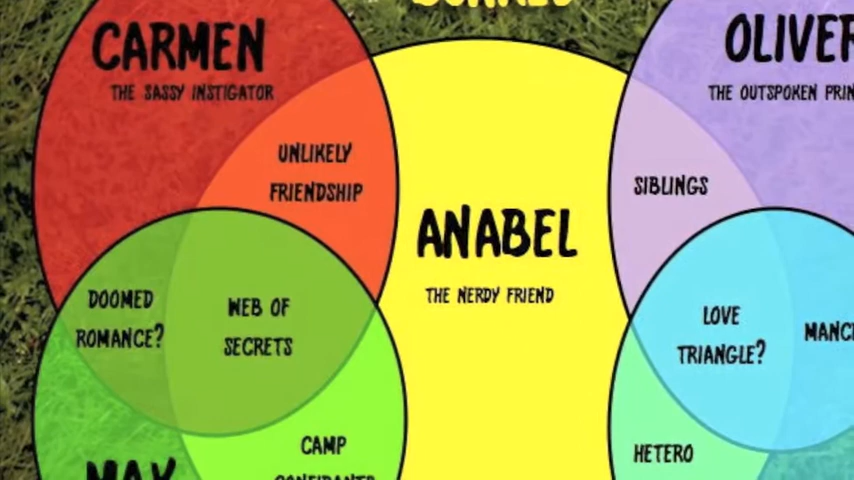 CARMEN
THE SASSY INSTIGATOR
UNLIKELY
FRIENDSHIP
ANABEL
THE NERDY FRIEND
THE OUTSPOKEN
SIBLINGS
DOOMED
ROMANCE?
WEB OF
SECRETS
LOVE
TRIANGLE?
CAMP
HETERO